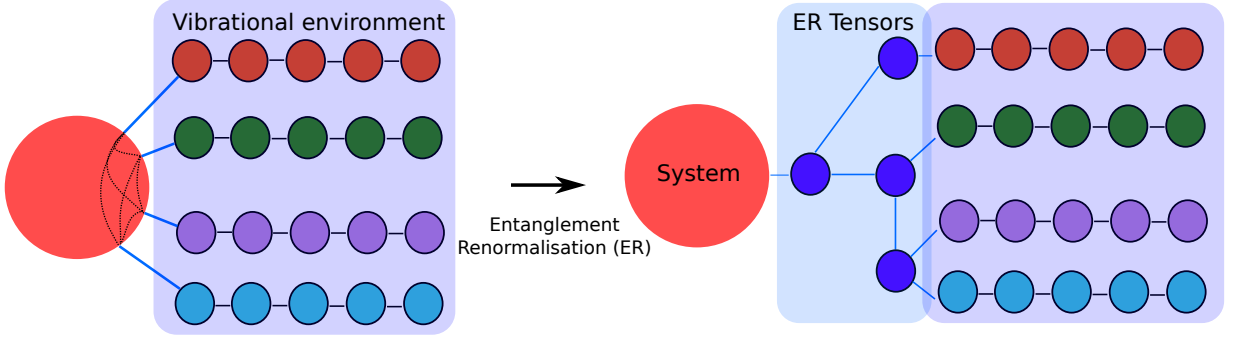 Vibrational environment
Entanglement
Renormalisation (ER)
System
ER Tensors